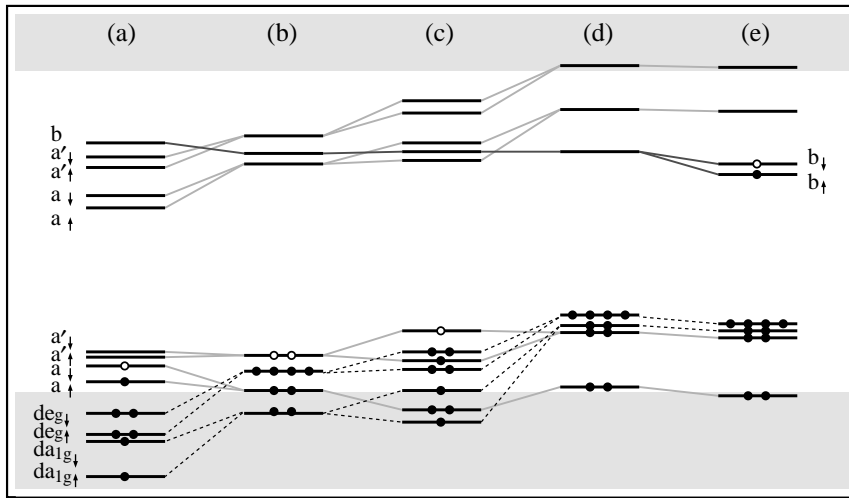 (a) (b) (c) (d) (e)
b
a′↓
a′↑
a↓
a↑
b↓
b↑
a′↓
a′↑
a↓
a↑
deg↓
deg↑
da1g↓
da1g↑